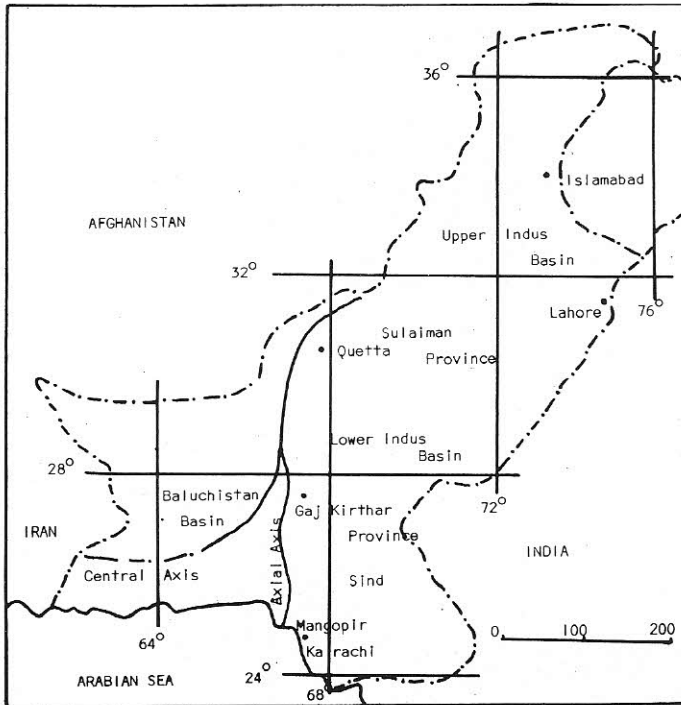 36°
Islamabad
AFGHANISTAN
Upper Indus
Basin
32°
76°
Lahore
Sulaiman
Quetta
Province
Lower Indus
Basin
28°
Baluchistan
72°
Gaj Kirthar
Basin
IRAN
Province
INDIA
Axial Axis
Central Axis
Sind
Mangopir
0 100 200
64°
Karrachi
ARABIAN SEA
24°
68°